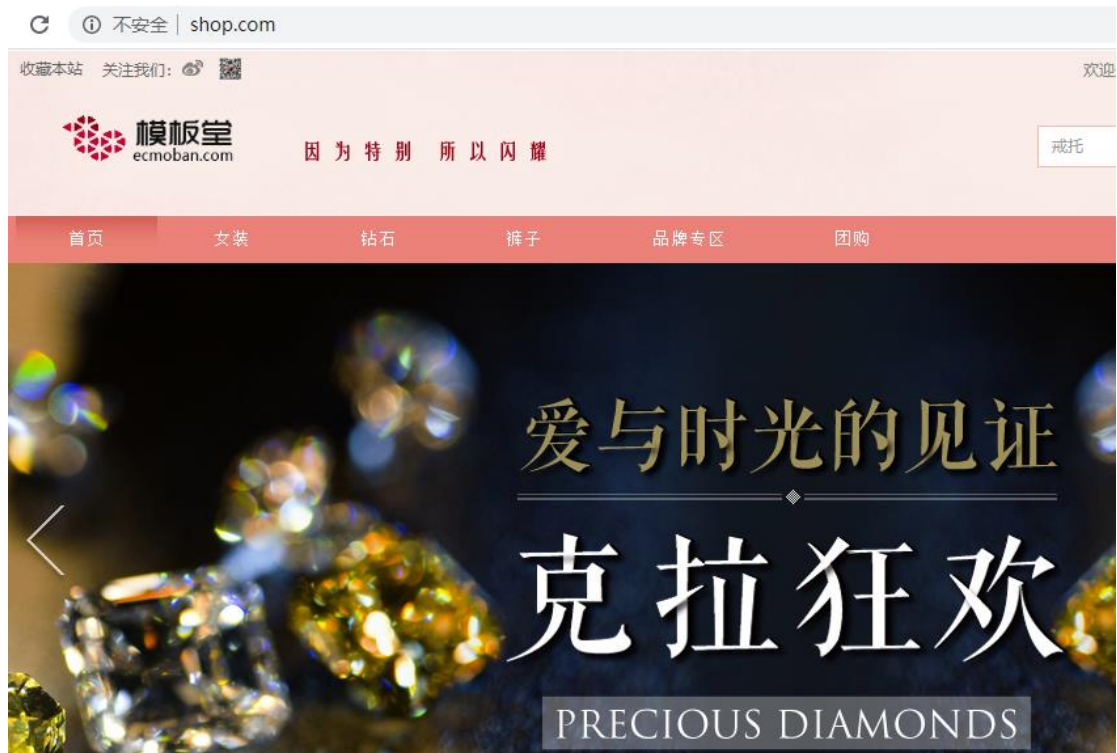 不安全 | shop.com
收藏本站 关注我们: 欢迎
模板堂
ecmoban.com
因为特别 所以闪耀
戒托
首页 女装 钻石 裤子 品牌专区 团购
爱与时光的见证
克拉狂欢
PRECIOUS DIAMONDS